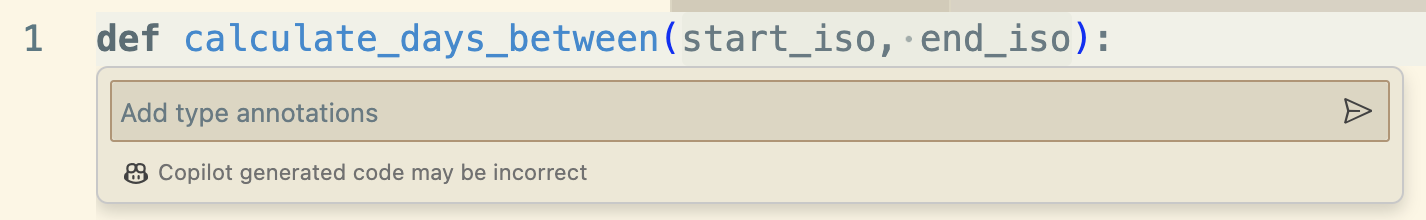 1 def calculate_days_between(start_iso, end_iso):
Add type annotations
Copilot generated code may be incorrect